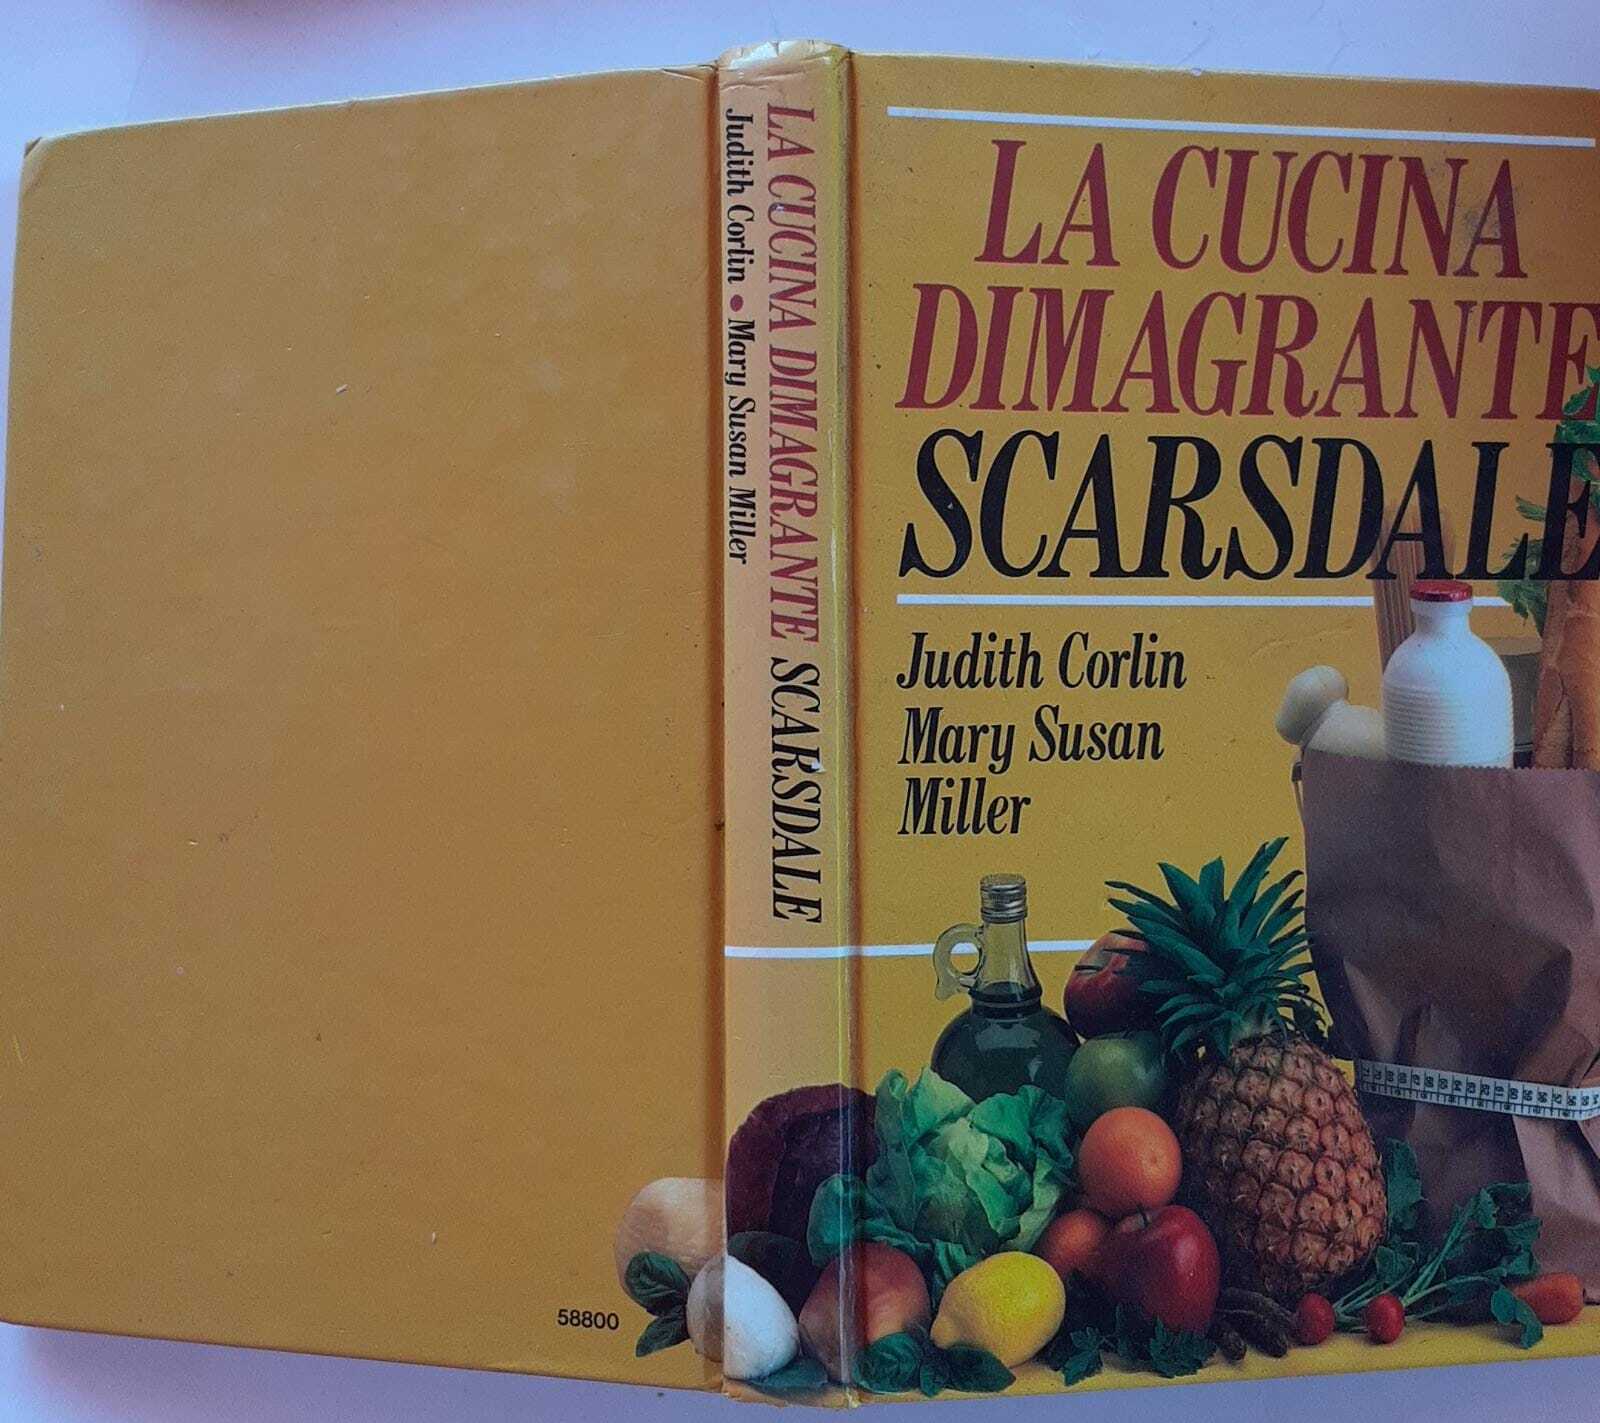 LA CUCINA DIMAGRANTE SCARSDALE
Judith Corlin • Mary Susan Miller
LA CUCINA
DIMAGRANTE
SCARSDALE
Judith Corlin
Mary Susan
Miller
58800